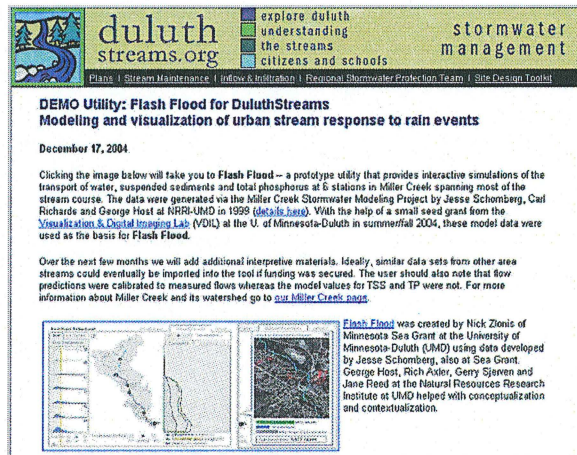 duluth
streams.org
explore duluth
understanding
the streams
citizens and schools
stormwater
management
Plans | Stream Maintenance | Inflow & Infiltration | Regional Stormwater Protection Team | Site Design Toolkit
DEMO Utility: Flash Flood for DuluthStreams
Modeling and visualization of urban stream response to rain events
December 17, 2004
Clicking the image below will take you to Flash Flood -- a prototype utility that provides interactive simulations of the
transport of water, suspended sediments and total phosphorus at 6 stations in Miller Creek spanning most of the
stream course. The data were generated via the Miller Creek Stormwater Modeling Project by Jesse Schomberg, Carl
Richards and George Host at NRRI-UMD in 1999 (details here). With the help of a small seed grant from the
Visualization & Digital Imaging Lab (VDIL) at the U. of Minnesota-Duluth in summer/fall 2004, these model data were
used as the basis for Flash Flood.
Over the next few months we will add additional interpretive materials. Ideally, similar data sets from other area
streams could eventually be imported into the tool if funding was secured. The user should also note that flow
predictions were calibrated to measured flows whereas the model values for TSS and TP were not. For more
information about Miller Creek and its watershed go to our Miller Creek page.
Flash Flood was created by Nick Zlonis of
Minnesota Sea Grant at the University of
Minnesota-Duluth (UMD) using data developed
by Jesse Schomberg, also at Sea Grant.
George Host, Rich Axler, Gerry Sjerven and
Jane Reed at the Natural Resources Research
Institute at UMD helped with conceptualization
and contextualization.